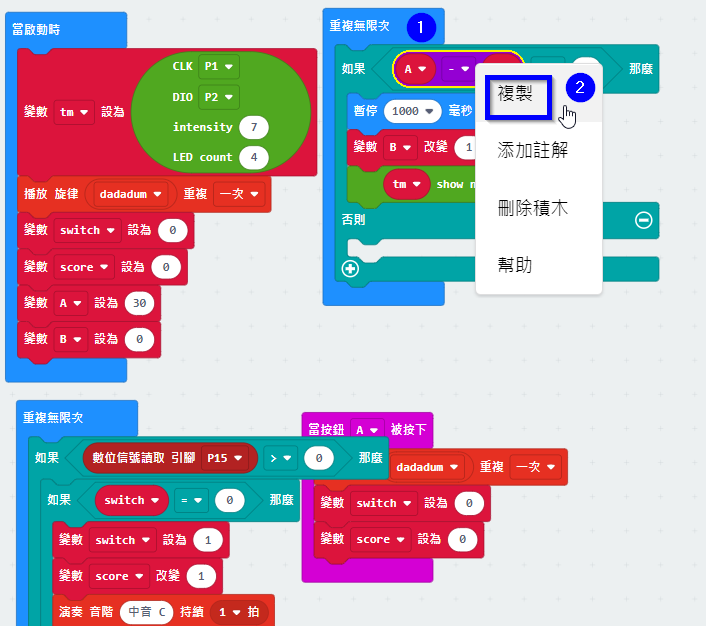 當啟動時
變數 tm 設為
CLK P1
DIO P2
intensity 7
LED count 4
播放 旋律 dadadum 重複 一次
變數 switch 設為 0
變數 score 設為 0
變數 A 設為 30
變數 B 設為 0
重複無限次 1
如果 A - 那麼
暫停 1000 毫秒
變數 B 改變 1
tm show
否則
複製 2
添加註解
刪除積木
幫助
重複無限次
如果 數位信號讀取 引腳 P15 > 0 那麼
如果 switch = 0 那麼
變數 switch 設為 1
變數 score 改變 1
演奏 音階 中音 C 持續 1 拍
當按鈕 A 被按下
dadadum 重複 一次
變數 switch 設為 0
變數 score 設為 0